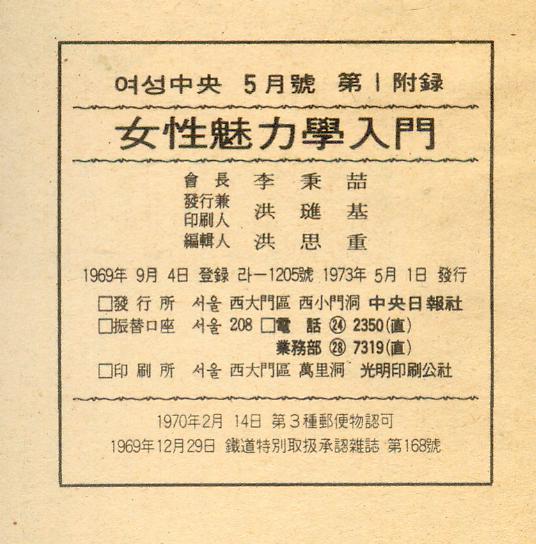 여성中央 5月號 第1附録
女性魅力學入門
會長 李秉喆
發行兼
印刷人 洪璡基
編輯人 洪思重
1969年 9月 4日 登録 라-1205號 1973年 5月 1日 發行
□發行所 서울 西大門區 西小門洞 中央日報社
□振替口座 서울 208 □電話 ㉔ 2350(直)
業務部 ㉘ 7319(直)
□印刷所 서울 西大門區 萬里洞 光明印刷公社
1970年2月 14日 第3種郵便物認可
1969年12月29日 鐵道特別取扱承認雜誌 第168號